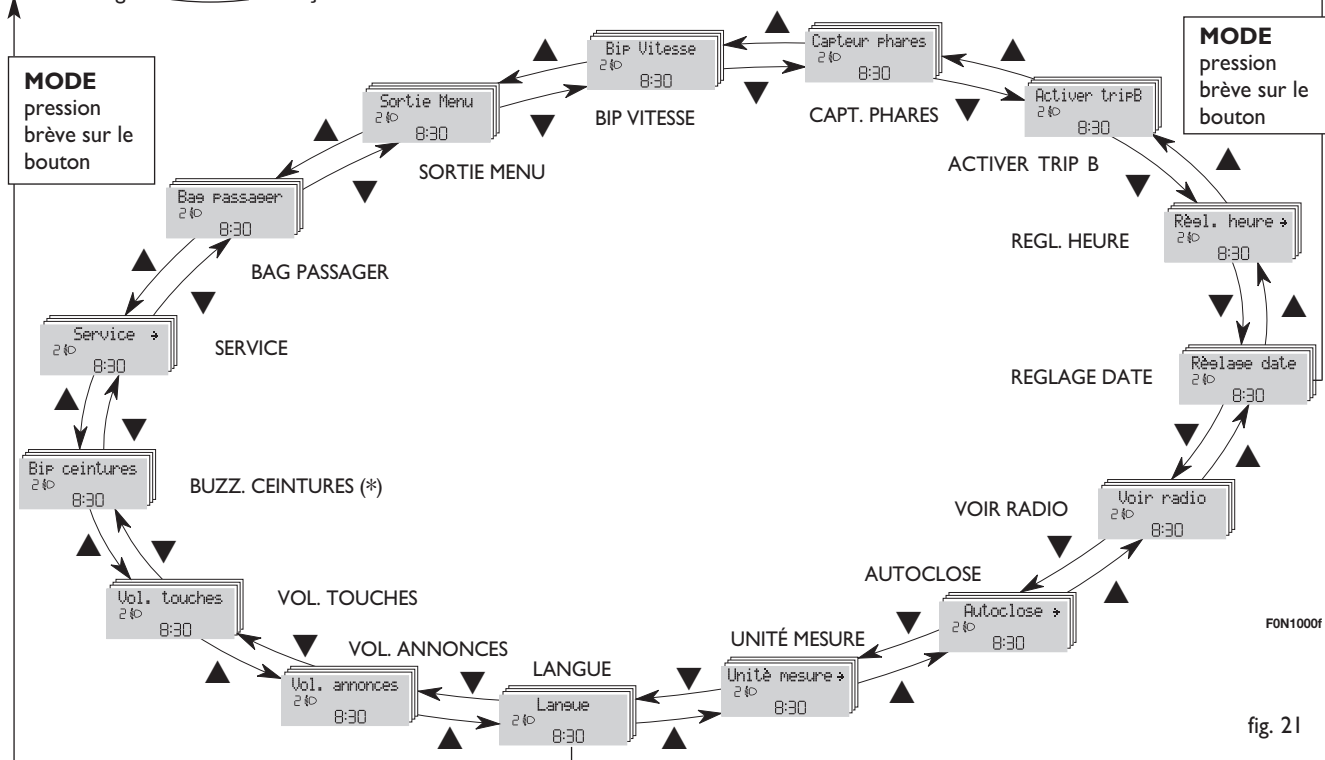 MODE
pression
brève sur le
bouton
MODE
pression
brève sur le
bouton
Bip Vitesse
8:30
BIP VITESSE
Capteur phares
8:30
CAPT. PHARES
Activer tripB
8:30
ACTIVER TRIP B
Règl. heure →
8:30
REGL. HEURE
Règlage date
8:30
REGLAGE DATE
Voir radio
8:30
VOIR RADIO
Autoclose →
8:30
AUTOCLOSE
Unitè mesure →
8:30
UNITÉ MESURE
Langue
8:30
LANGUE
Vol. annonces
8:30
VOL. ANNONCES
Vol. touches
8:30
VOL. TOUCHES
Bip ceintures
8:30
BUZZ. CEINTURES (*)
Service →
8:30
SERVICE
Bag passager
8:30
BAG PASSAGER
Sortie Menu
8:30
SORTIE MENU
F0N1000f
fig. 21